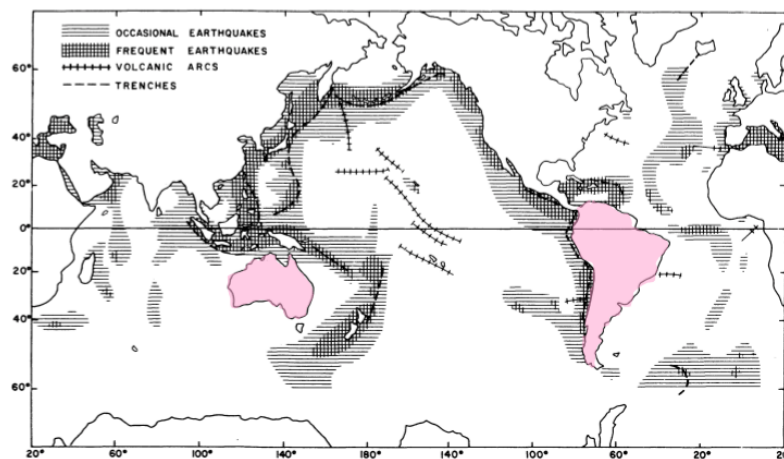 OCCASIONAL EARTHQUAKES
FREQUENT EARTHQUAKES
VOLCANIC ARCS
TRENCHES
60°
40°
20°
0°
20°
40°
60°
20° 60° 100° 140° 180° 140° 100° 60° 20° 20